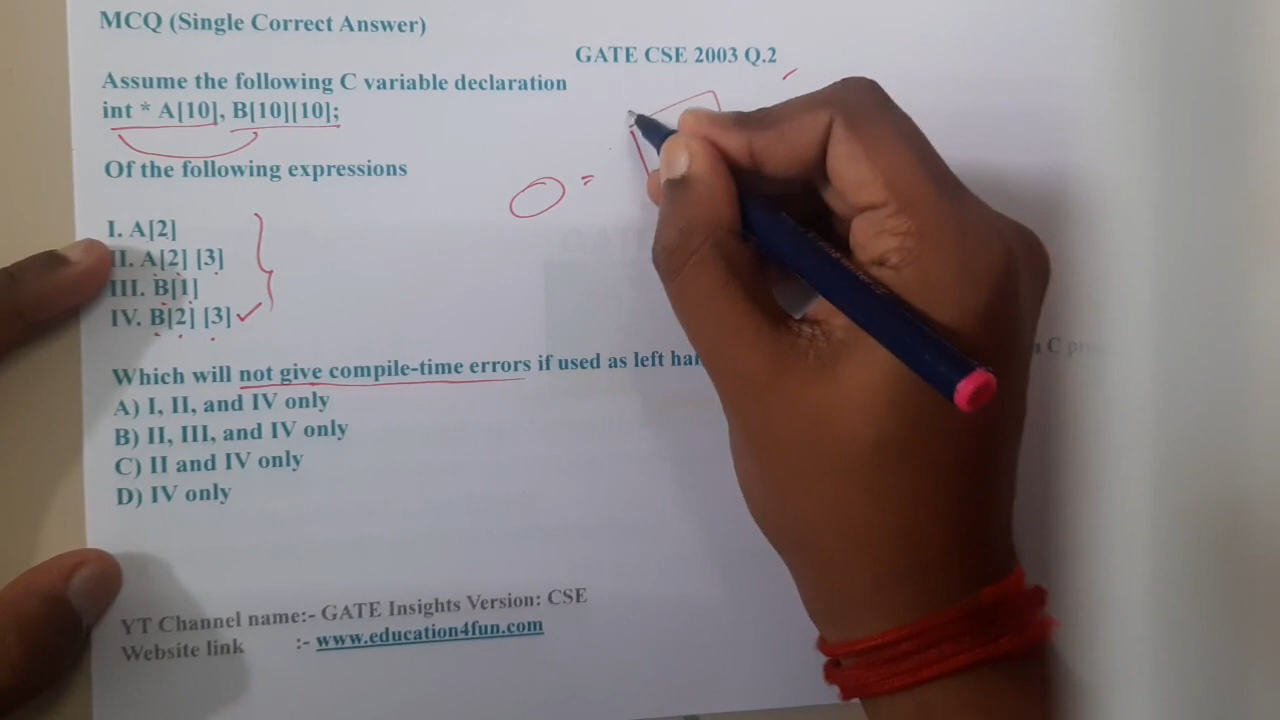 MCQ (Single Correct Answer)
GATE CSE 2003 Q.2
Assume the following C variable declaration
int * A[10], B[10][10];
Of the following expressions
I. A[2]
II. A[2] [3]
III. B[1]
IV. B[2] [3]
Which will not give compile-time errors if used as left
A) I, II, and IV only
B) II, III, and IV only
C) II and IV only
D) IV only
YT Channel name:- GATE Insights Version: CSE
Website link :- www.education4fun.com